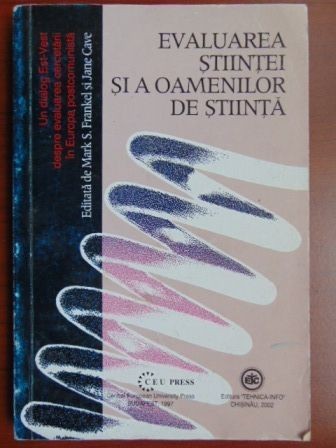 EVALUAREA
ȘTIINȚEI
ȘI A OAMENILOR
DE ȘTIINȚĂ
Un dialog Est-Vest
despre evaluarea cercetării
în Europa postcomunistă
Editată de Mark S. Frankel și Jane Cave
CEU PRESS
Central European University Press
BUDAPEST, 1997
Editura "TEHNICA-INFO"
CHIȘINĂU, 2002